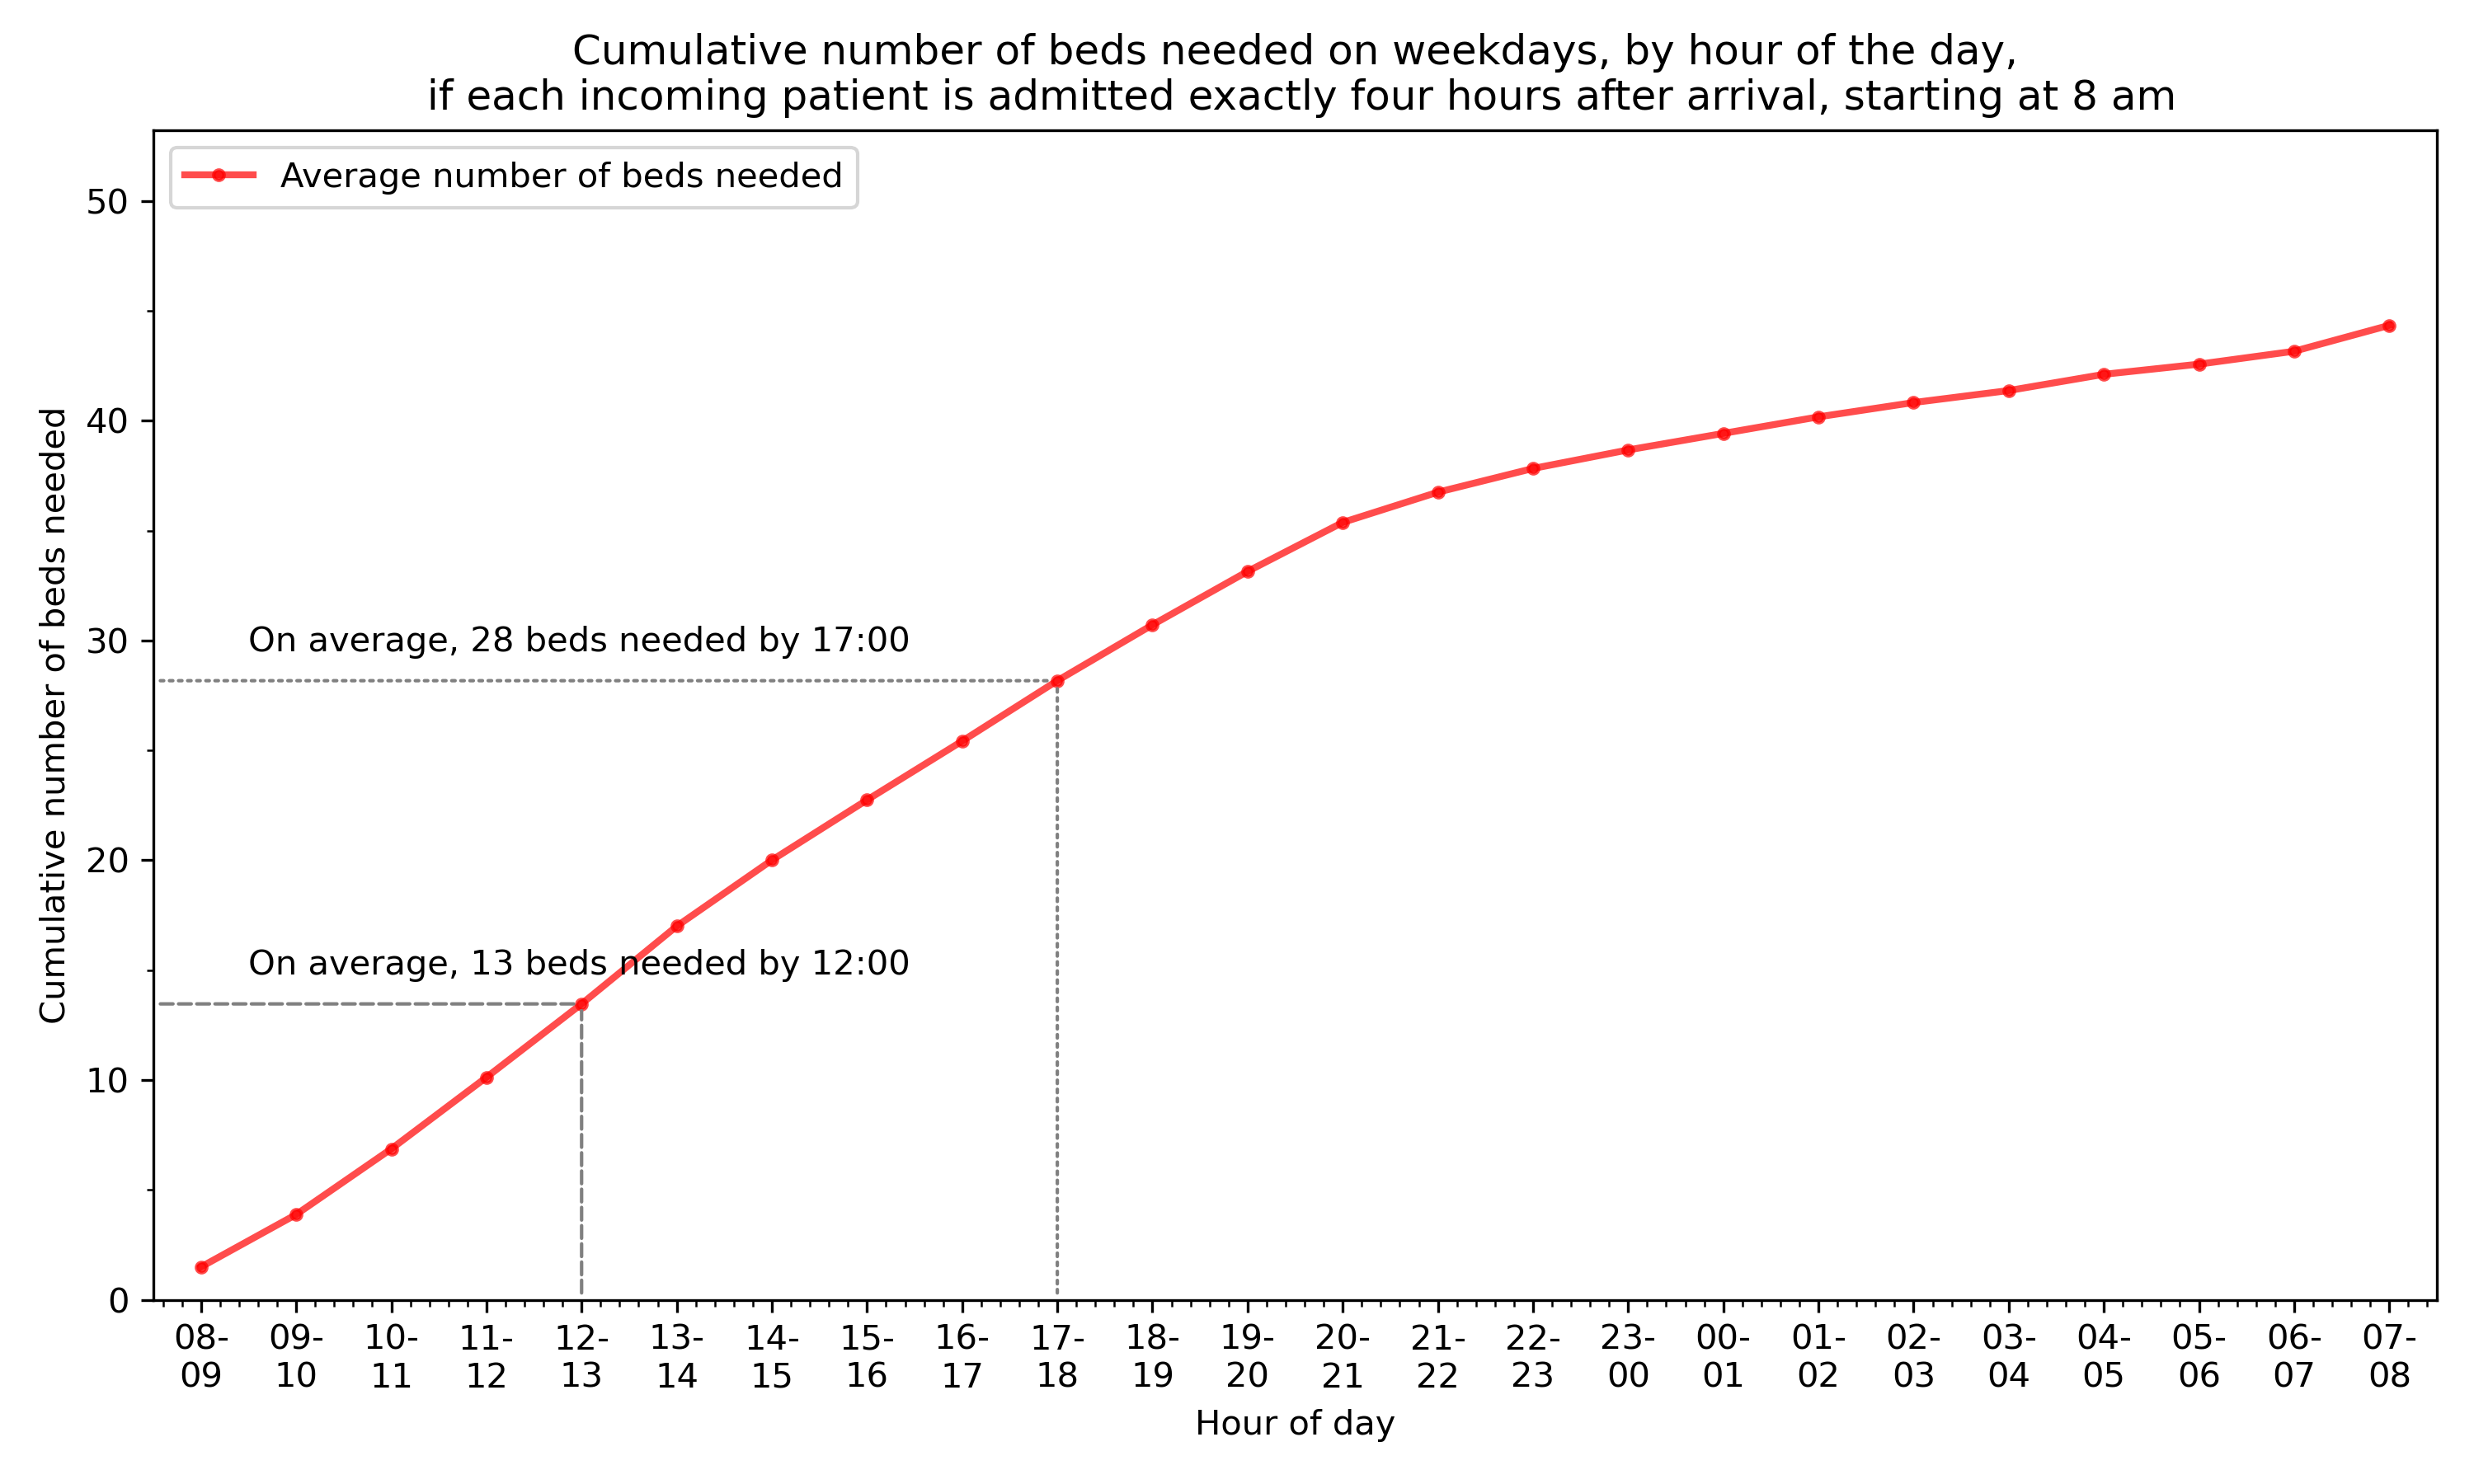 Cumulative number of beds needed on weekdays, by hour of the day,
if each incoming patient is admitted exactly four hours after arrival, starting at 8 am
Average number of beds needed
Cumulative number of beds needed
50
40
30
20
10
0
On average, 28 beds needed by 17:00
On average, 13 beds needed by 12:00
08- 09- 10- 11- 12- 13- 14- 15- 16- 17- 18- 19- 20- 21- 22- 23- 00- 01- 02- 03- 04- 05- 06- 07-
09 10 11 12 13 14 15 16 17 18 19 20 21 22 23 00 01 02 03 04 05 06 07 08
Hour of day